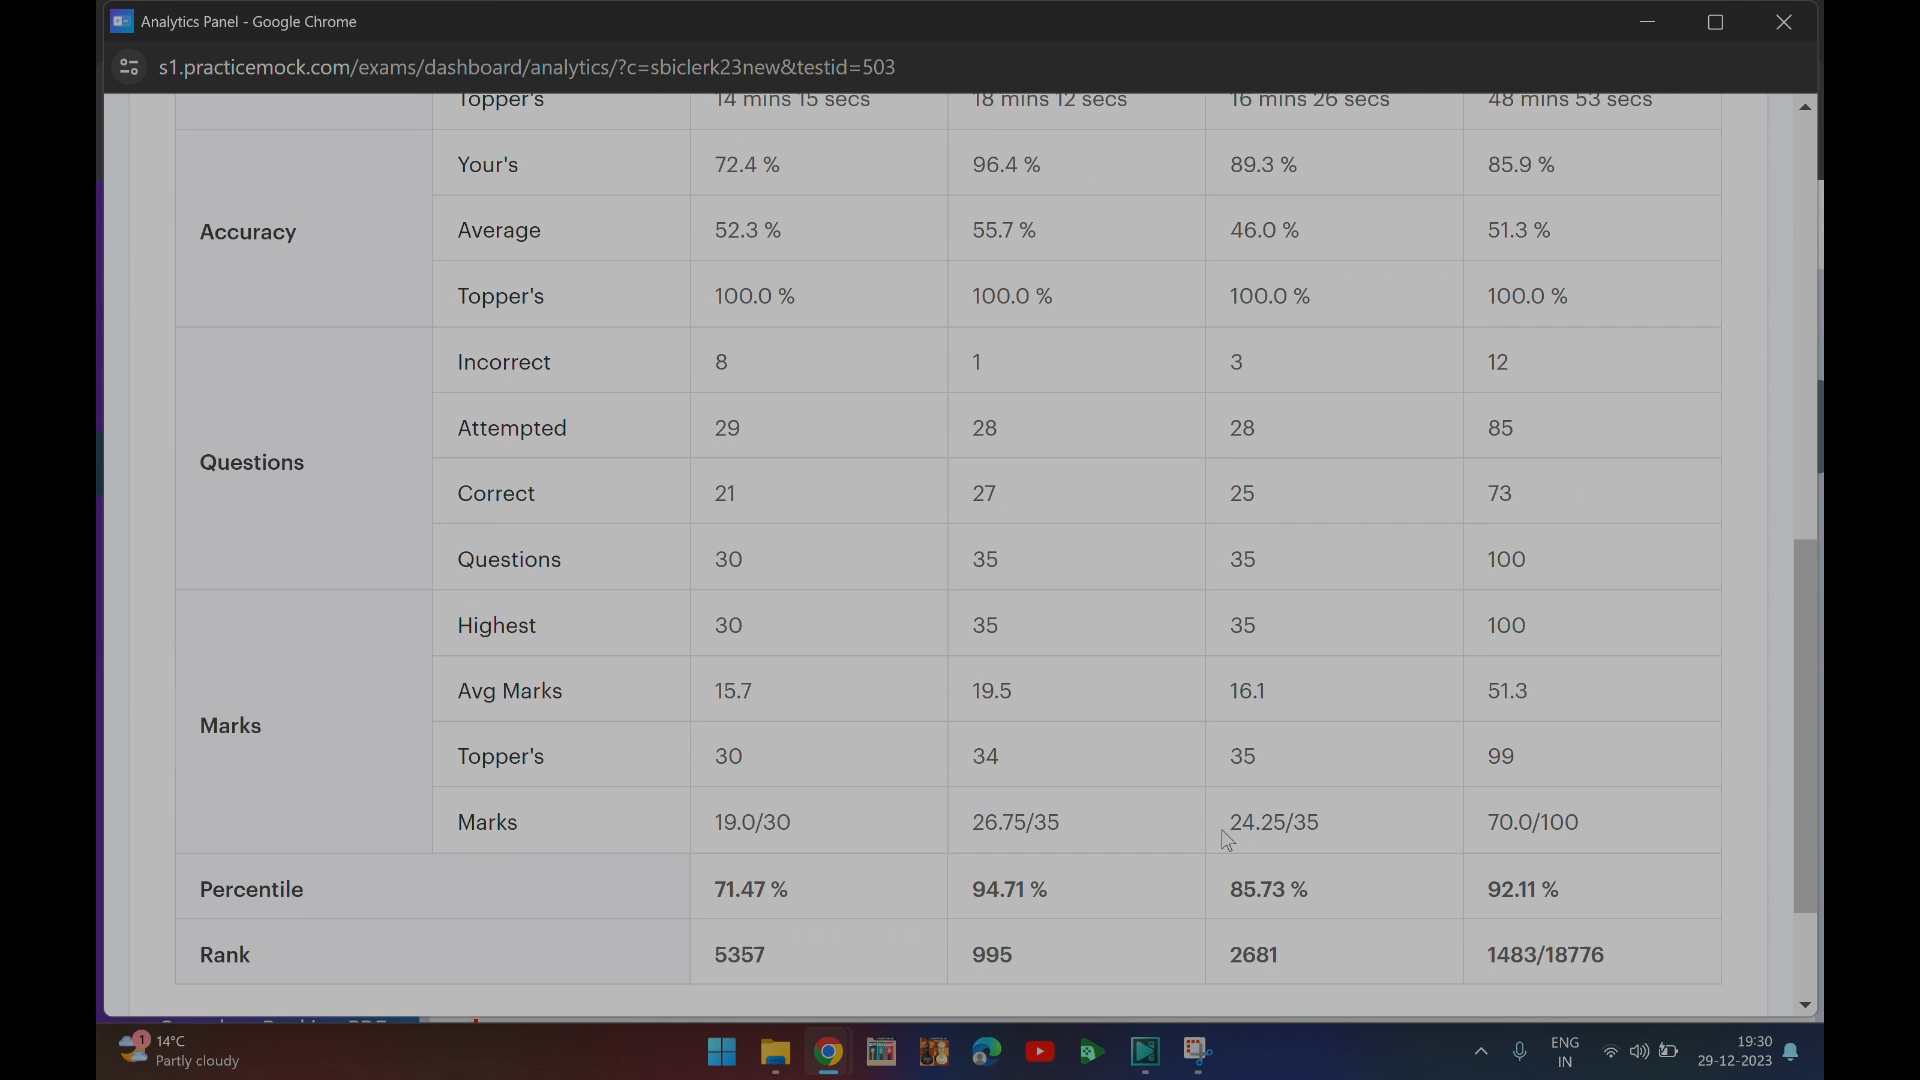 Analytics Panel - Google Chrome
s1.practicemock.com/exams/dashboard/analytics/?c=sbiclerk23new&testid=503
Topper's 14 mins 15 secs 18 mins 12 secs 16 mins 26 secs 48 mins 53 secs
Your's 72.4 % 96.4 % 89.3 % 85.9 %
Accuracy Average 52.3 % 55.7 % 46.0 % 51.3 %
Topper's 100.0 % 100.0 % 100.0 % 100.0 %
Incorrect 8 1 3 12
Attempted 29 28 28 85
Questions
Correct 21 27 25 73
Questions 30 35 35 100
Highest 30 35 35 100
Avg Marks 15.7 19.5 16.1 51.3
Marks
Topper's 30 34 35 99
Marks 19.0/30 26.75/35 24.25/35 70.0/100
Percentile 71.47 % 94.71 % 85.73 % 92.11 %
Rank 5357 995 2681 1483/18776
1
14°C
Partly cloudy
ENG
IN
19:30
29-12-2023